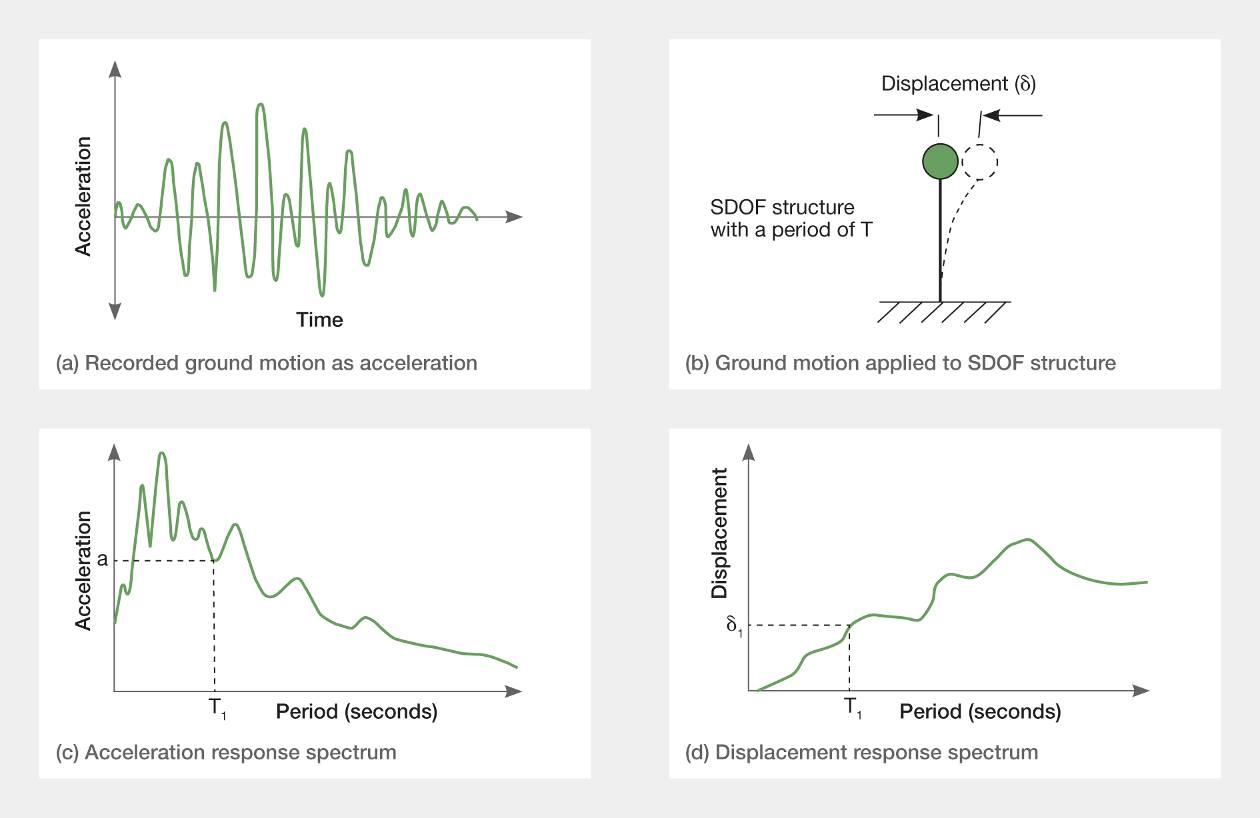 Acceleration
Time
(a) Recorded ground motion as acceleration
Displacement (δ)
SDOF structure
with a period of T
(b) Ground motion applied to SDOF structure
Acceleration
a
T1
Period (seconds)
(c) Acceleration response spectrum
Displacement
δ1
T1
Period (seconds)
(d) Displacement response spectrum